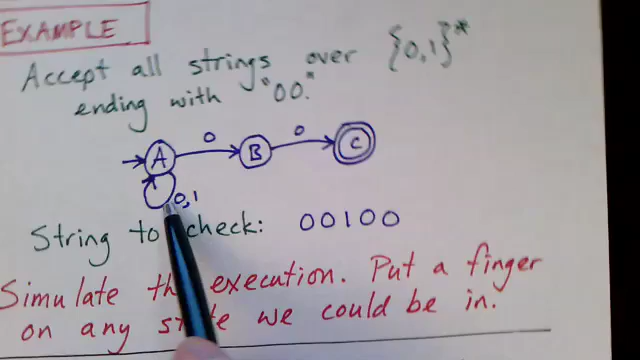 EXAMPLE
Accept all strings over {0,1}*
ending with "00."
0 0
A B C
0,1
String to check: 00100
Simulate the execution. Put a finger
on any state we could be in.